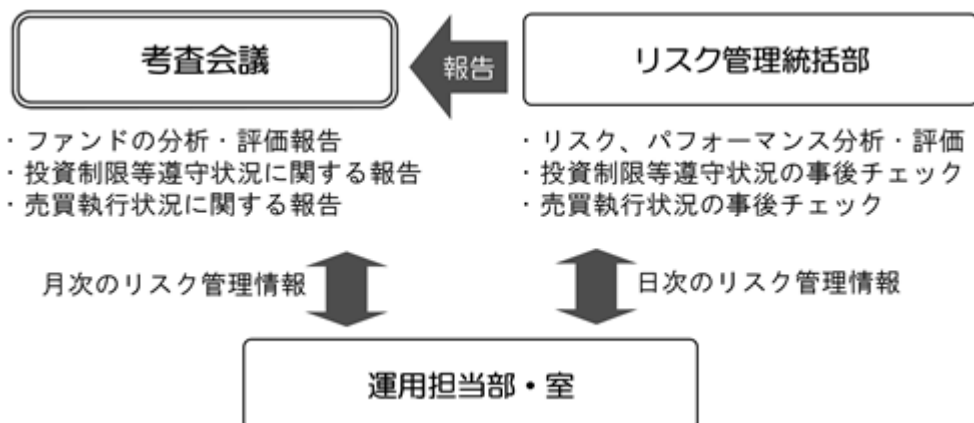 考査会議
報告
リスク管理統括部
・ファンドの分析・評価報告
・投資制限等遵守状況に関する報告
・売買執行状況に関する報告
・リスク、パフォーマンス分析・評価
・投資制限等遵守状況の事後チェック
・売買執行状況の事後チェック
月次のリスク管理情報
日次のリスク管理情報
運用担当部・室